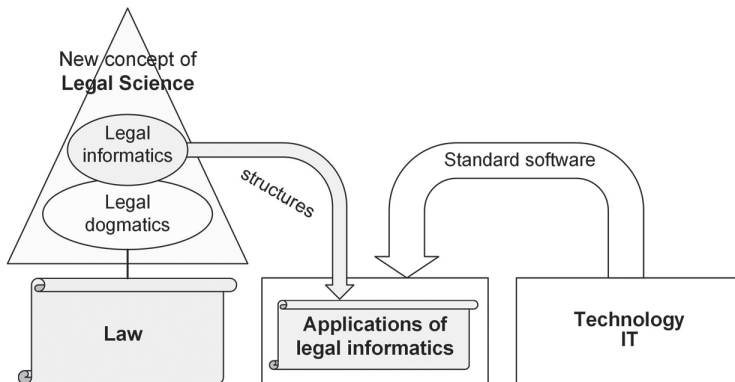 New concept of
Legal Science
Legal
informatics
Legal
dogmatics
structures
Standard software
Law
Applications of
legal informatics
Technology
IT